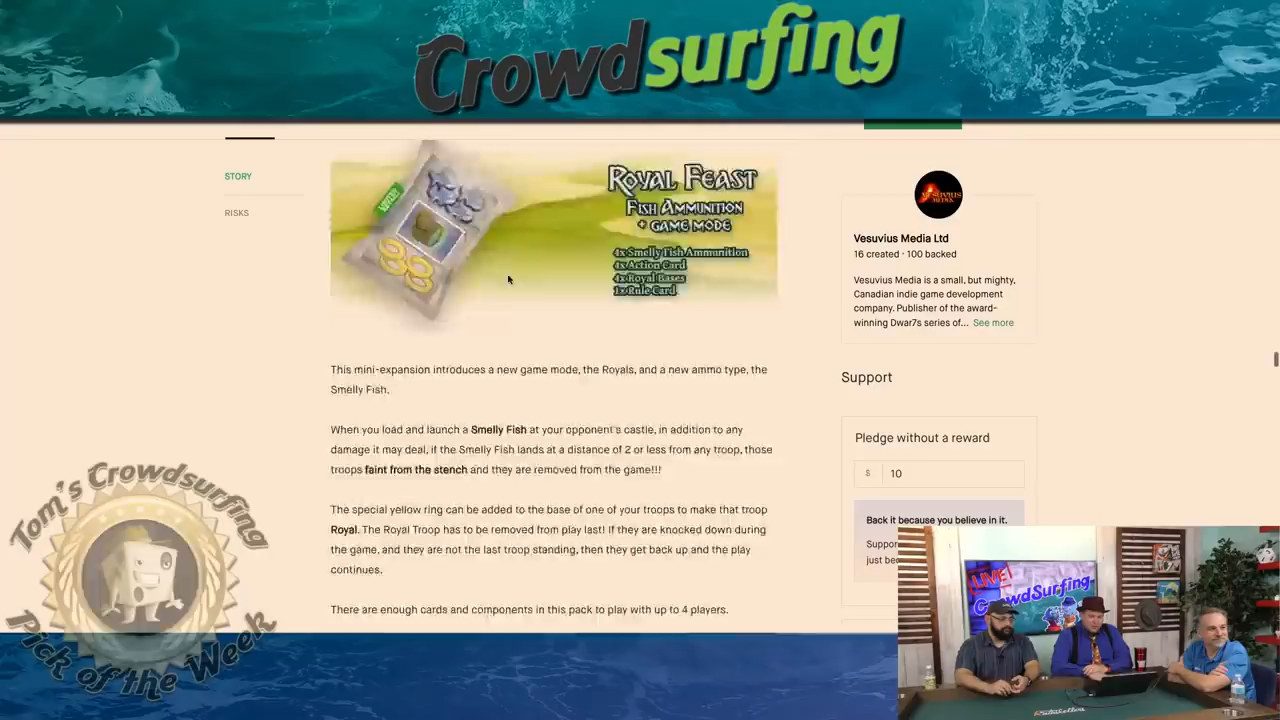 Crowdsurfing
STORY
RISKS
ROYAL FEAST
FISH AMMUNITION
+ GAME MODE
4x Smelly Fish Ammunition
4x Action Card
4x Royal Bases
1x Rule Card
This mini-expansion introduces a new game mode, the Royals, and a new ammo type, the
Smelly Fish.
When you load and launch a Smelly Fish at your opponent's castle, in addition to any
damage it may deal, if the Smelly Fish lands at a distance of 2 or less from any troop, those
troops faint from the stench and they are removed from the game!!!
The special yellow ring can be added to the base of one of your troops to make that troop
Royal. The Royal Troop has to be removed from play last! If they are knocked down during
the game, and they are not the last troop standing, then they get back up and the play
continues.
There are enough cards and components in this pack to play with up to 4 players.
VESUVIUS
MEDIA
Vesuvius Media Ltd
16 created · 100 backed
Vesuvius Media is a small, but mighty,
Canadian indie game development
company. Publisher of the award-
winning Dwar7s series of... See more
Support
Pledge without a reward
$ 10
Back it because you believe in it.
Suppor
just bec
Tom's Crowdsurfing
Pick of the Week
LIVE!
CrowdSurfing